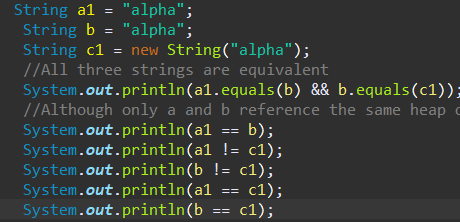 String a1 = "alpha";
String b = "alpha";
String c1 = new String("alpha");
//All three strings are equivalent
System.out.println(a1.equals(b) && b.equals(c1));
//Although only a and b reference the same heap
System.out.println(a1 == b);
System.out.println(a1 != c1);
System.out.println(b != c1);
System.out.println(a1 == c1);
System.out.println(b == c1);